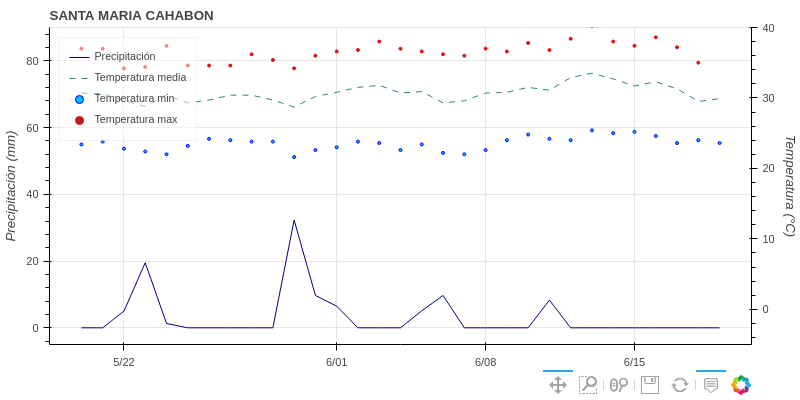 SANTA MARIA CAHABON
Precipitación
Temperatura media
Temperatura min
Temperatura max
Precipitación (mm)
80
60
40
20
0
Temperatura (°C)
40
30
20
10
0
5/22
6/01
6/08
6/15